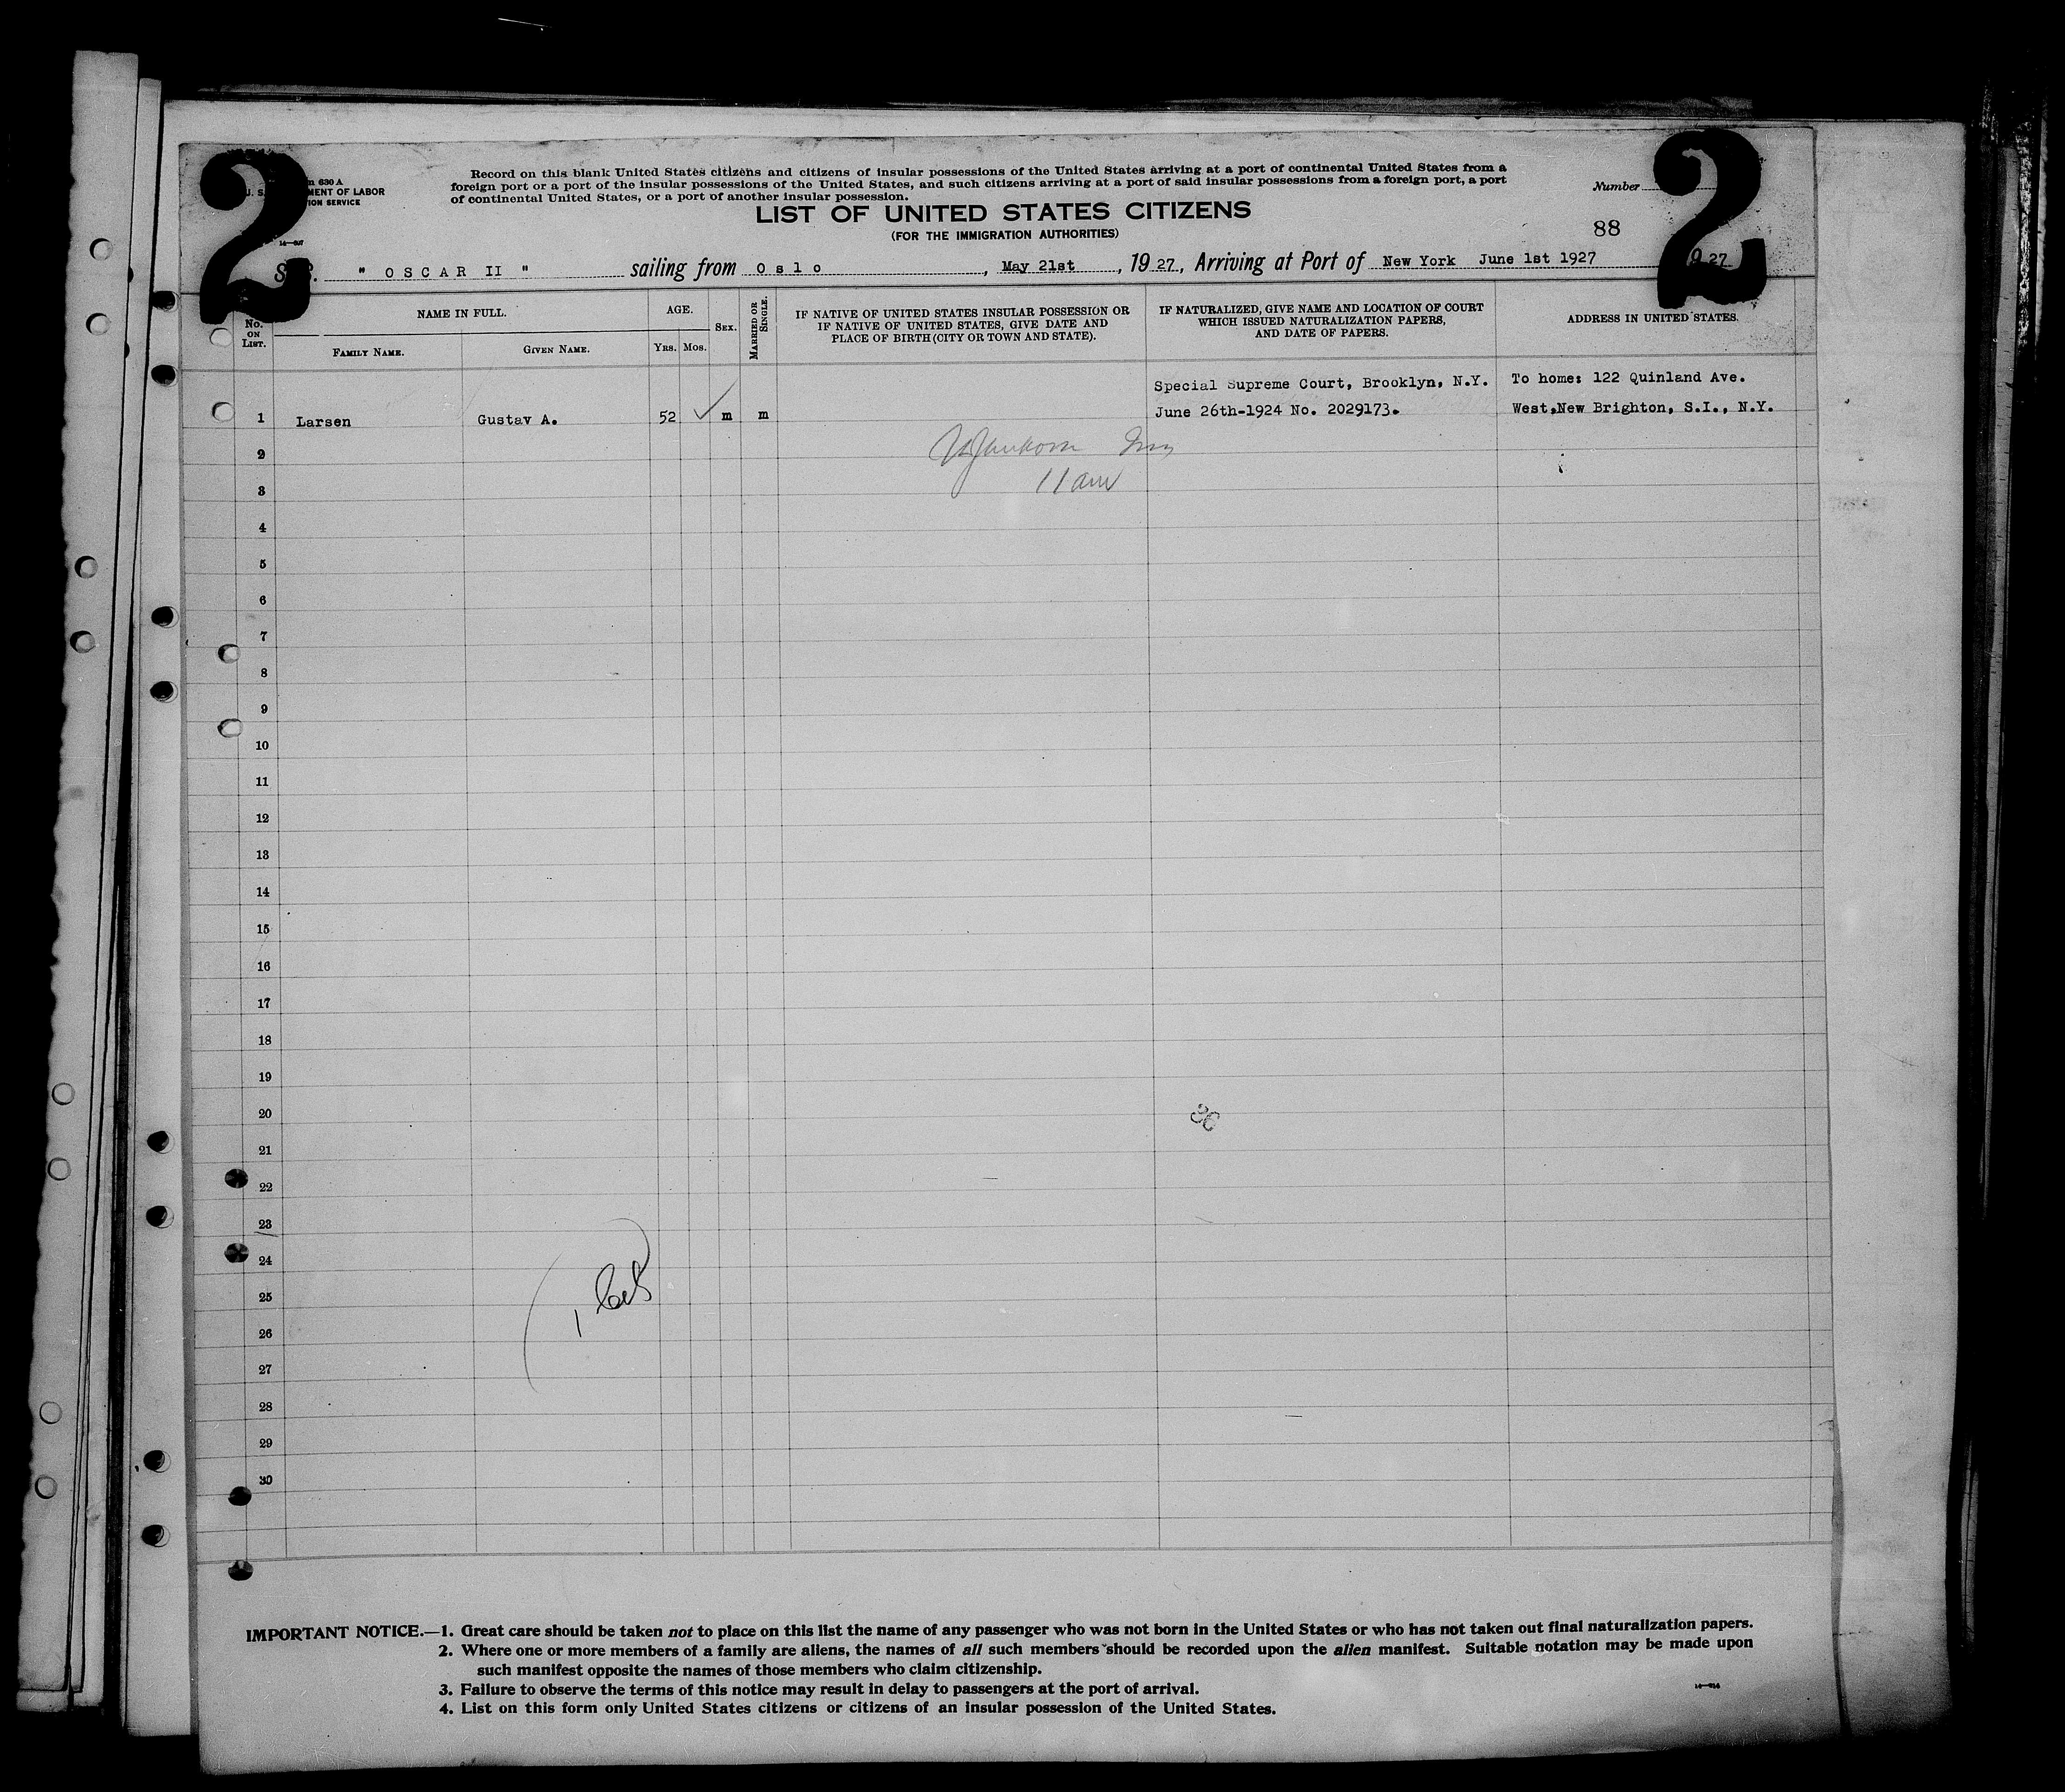 2 2
n 630 A
U. S. MENT OF LABOR
ION SERVICE
Record on this blank United States citizens and citizens of insular possessions of the United States arriving at a port of continental United States from a
foreign port or a port of the insular possessions of the United States, and such citizens arriving at a port of said insular possessions from a foreign port, a port
of continental United States, or a port of another insular possession.
Number
LIST OF UNITED STATES CITIZENS
(FOR THE IMMIGRATION AUTHORITIES)
88
S.S. " OSCAR II " sailing from Oslo, May 21st, 1927, Arriving at Port of New York June 1st 1927 1927
No. ON LIST. NAME IN FULL. FAMILY NAME. GIVEN NAME. AGE. YRS. MOS. SEX. MARRIED OR SINGLE. IF NATIVE OF UNITED STATES INSULAR POSSESSION OR IF NATIVE OF UNITED STATES, GIVE DATE AND PLACE OF BIRTH (CITY OR TOWN AND STATE). IF NATURALIZED, GIVE NAME AND LOCATION OF COURT WHICH ISSUED NATURALIZATION PAPERS, AND DATE OF PAPERS. ADDRESS IN UNITED STATES.
Special Supreme Court, Brooklyn, N.Y. To home: 122 Quinland Ave.
1 Larsen Gustav A. 52 m m June 26th-1924 No. 2029173. West,New Brighton, S.I., N.Y.
2
3 11 am
4
5
6
7
8
9
10
11
12
13
14
15
16
17
18
19
20
21
22
23
24
25
26
27
28
29
30
IMPORTANT NOTICE.—1. Great care should be taken not to place on this list the name of any passenger who was not born in the United States or who has not taken out final naturalization papers.
2. Where one or more members of a family are aliens, the names of all such members should be recorded upon the alien manifest. Suitable notation may be made upon
such manifest opposite the names of those members who claim citizenship.
3. Failure to observe the terms of this notice may result in delay to passengers at the port of arrival.
4. List on this form only United States citizens or citizens of an insular possession of the United States.